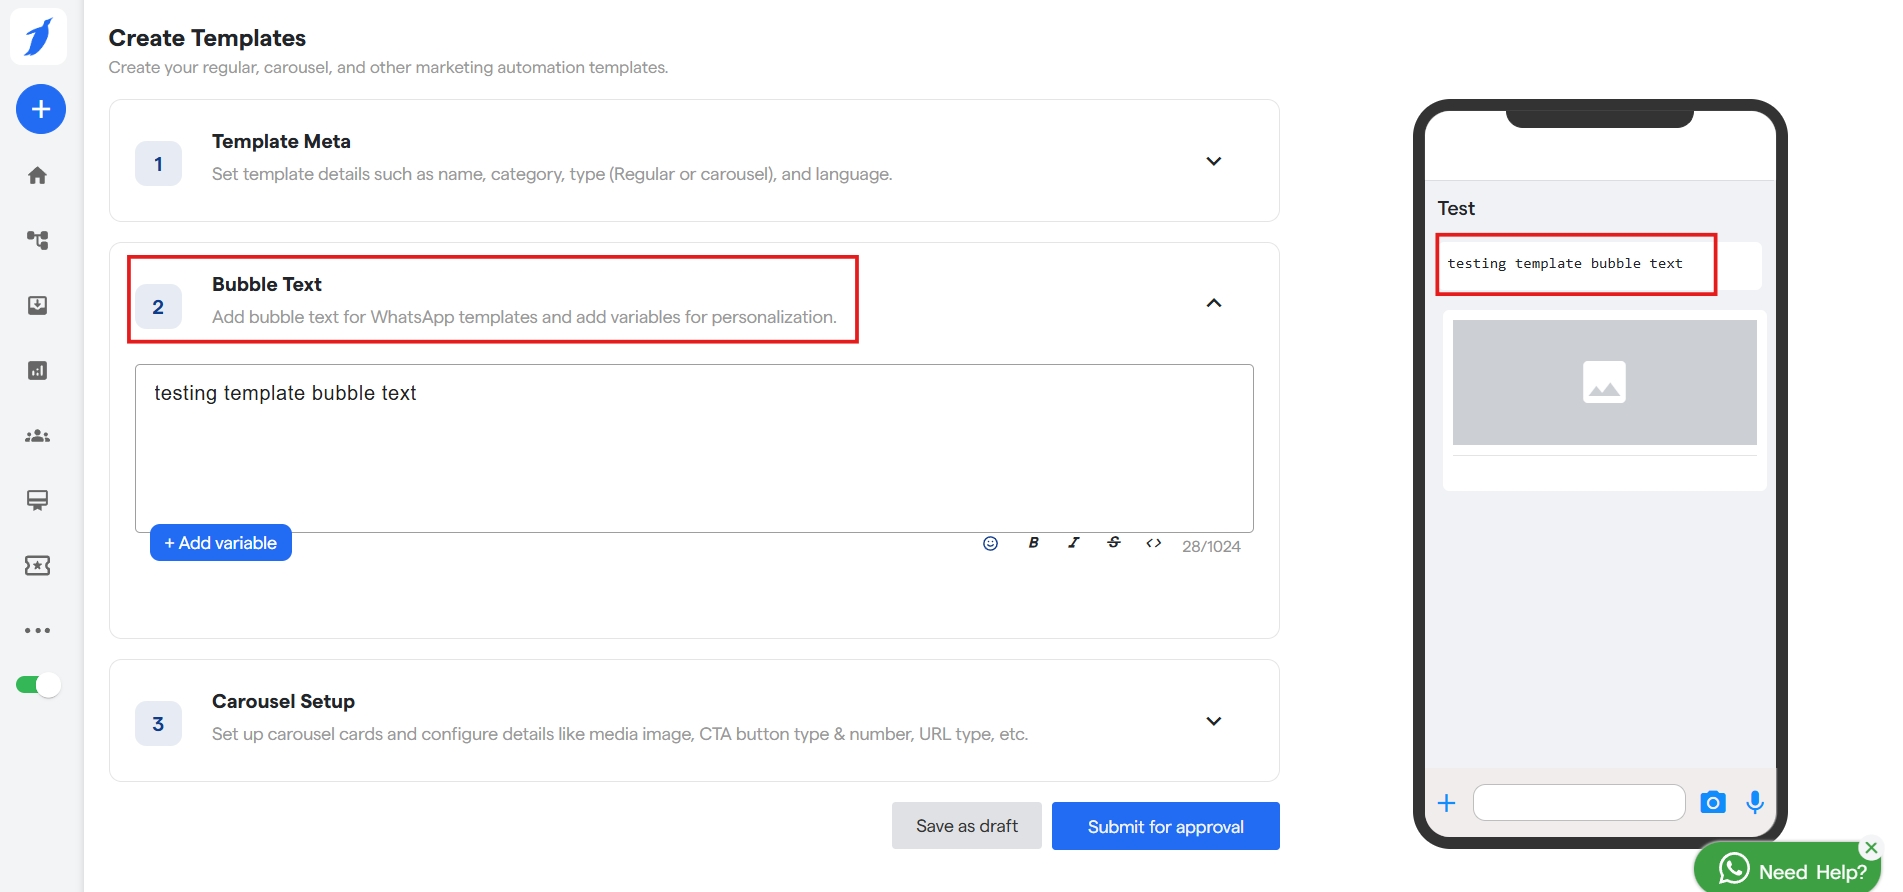 Create Templates
Create your regular, carousel, and other marketing automation templates.
1
Template Meta
Set template details such as name, category, type (Regular or carousel), and language.
2
Bubble Text
Add bubble text for WhatsApp templates and add variables for personalization.
testing template bubble text
+ Add variable
B I S <> 28/1024
3
Carousel Setup
Set up carousel cards and configure details like media image, CTA button type & number, URL type, etc.
Save as draft
Submit for approval
Test
testing template bubble text
Need Help?